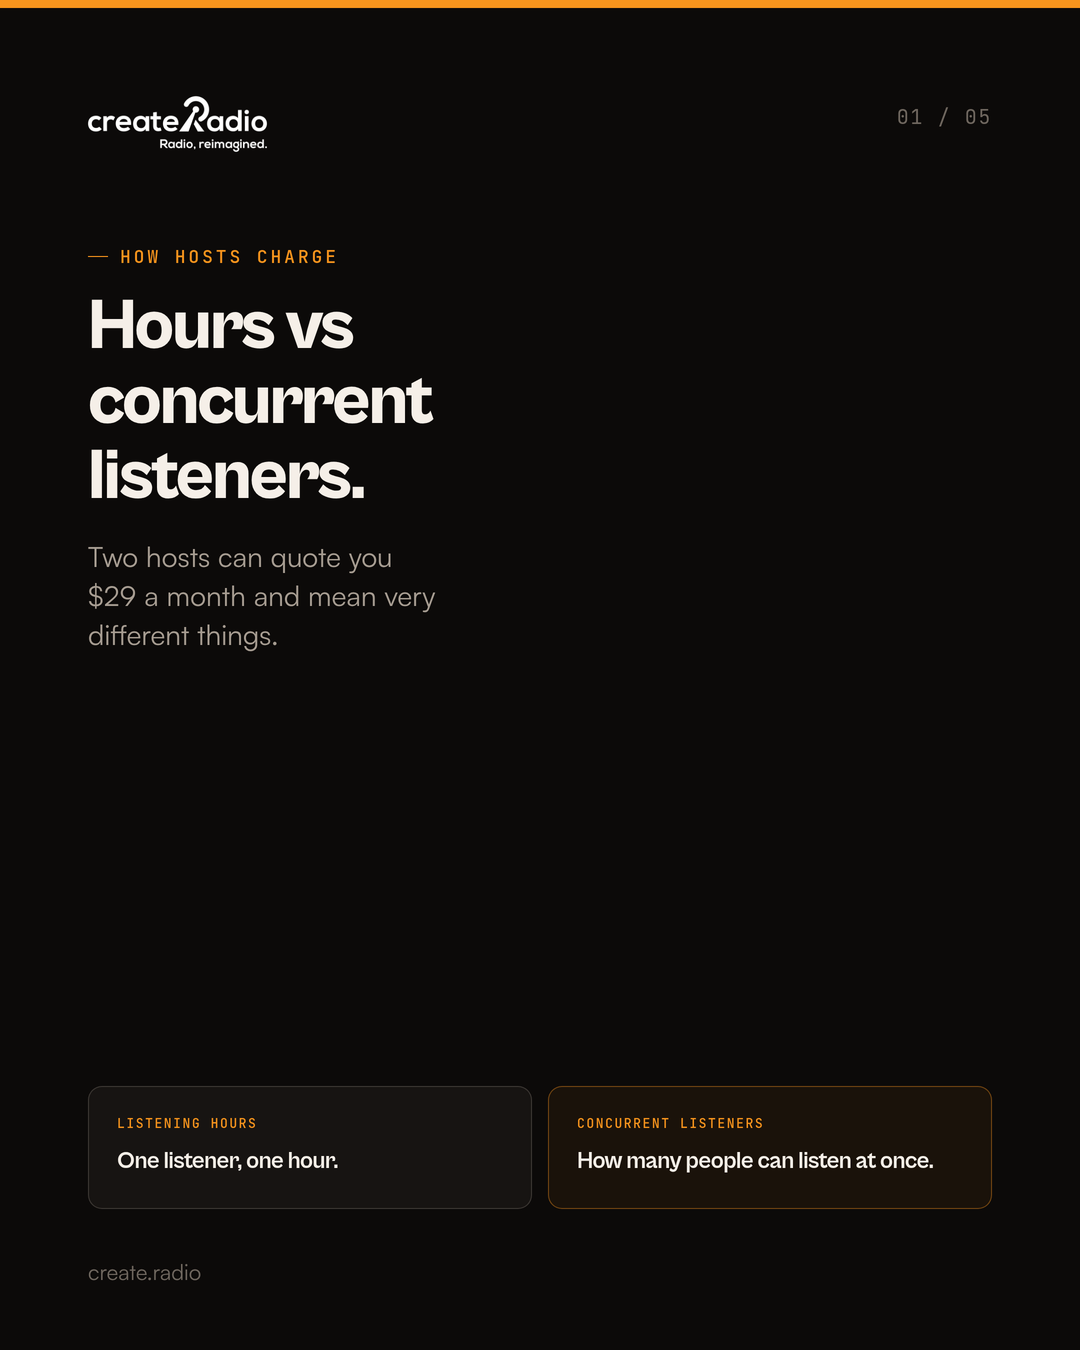 createRadio
Radio, reimagined.
01 / 05
— HOW HOSTS CHARGE
Hours vs
concurrent
listeners.
Two hosts can quote you
$29 a month and mean very
different things.
LISTENING HOURS
One listener, one hour.
CONCURRENT LISTENERS
How many people can listen at once.
create.radio